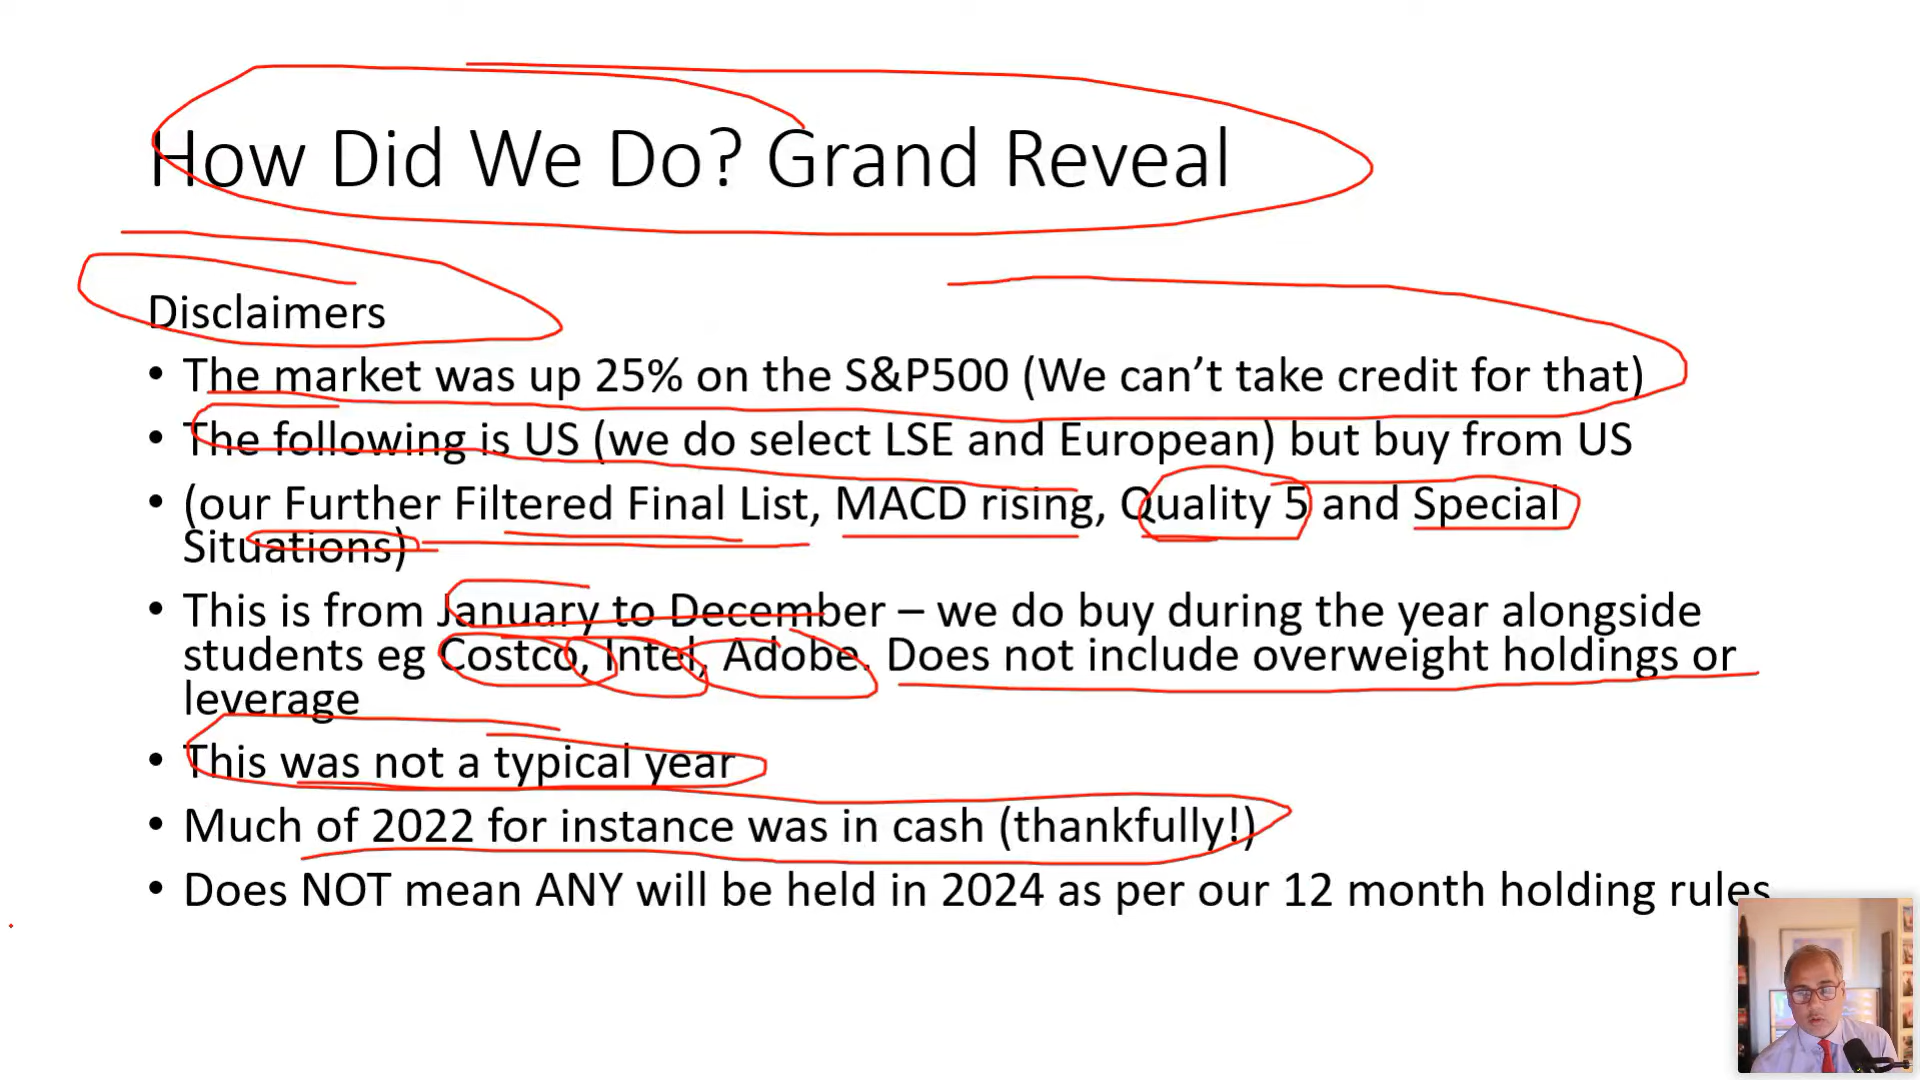 How Did We Do? Grand Reveal
Disclaimers
• The market was up 25% on the S&P500 (We can't take credit for that)
• The following is US (we do select LSE and European) but buy from US
• (our Further Filtered Final List, MACD rising, Quality 5 and Special
Situations)
• This is from January to December – we do buy during the year alongside
students eg Costco, Intel, Adobe. Does not include overweight holdings or
leverage
• This was not a typical year
• Much of 2022 for instance was in cash (thankfully!)
• Does NOT mean ANY will be held in 2024 as per our 12 month holding rules